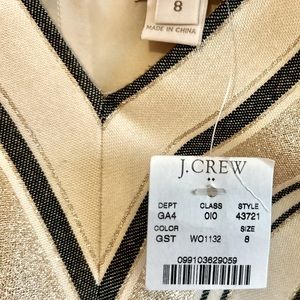 8
MADE IN CHINA
J.CREW
DEPT CLASS STYLE
GA4 010 43721
COLOR SIZE
GST WO1132 8
099103629059